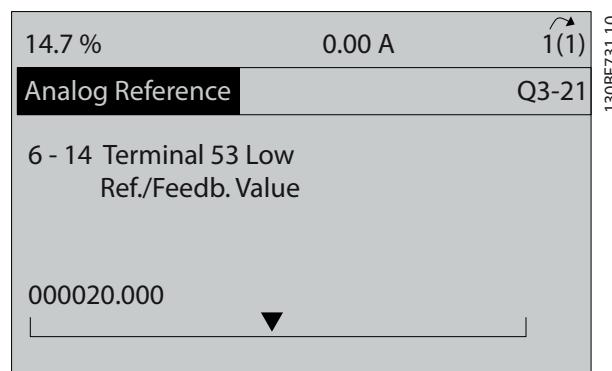 14.7 % 0.00 A 1(1)
Analog Reference Q3-21
6 - 14 Terminal 53 Low
Ref./Feedb. Value
000020.000
130BF731.10